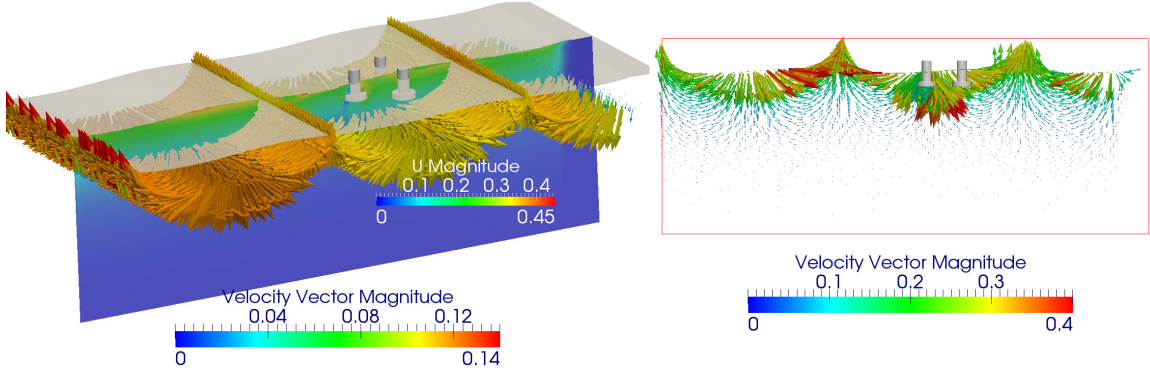 U Magnitude
0.1 0.2 0.3 0.4
0 0.45
Velocity Vector Magnitude
0.04 0.08 0.12
0 0.14
Velocity Vector Magnitude
0.1 0.2 0.3
0 0.4